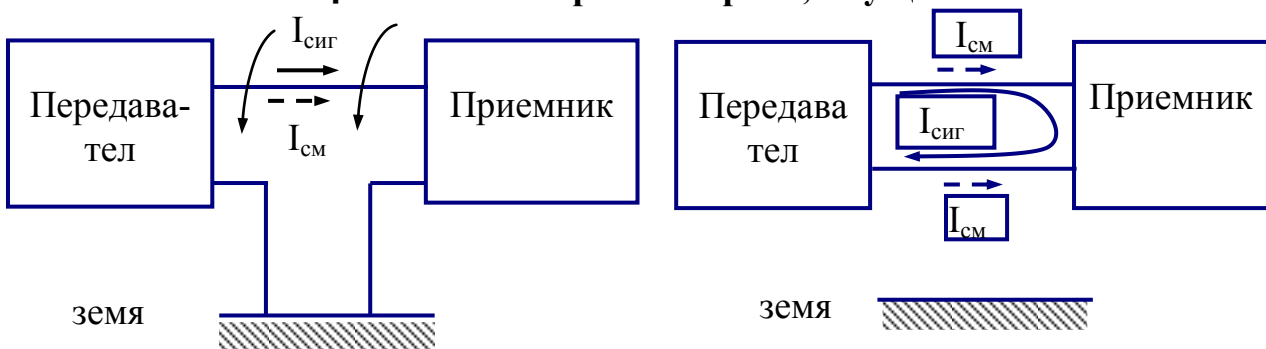 Iсиг
Передава-
тел
Iсм
Приемник
земя
Iсм
Передава
тел
Iсиг
Приемник
Iсм
земя